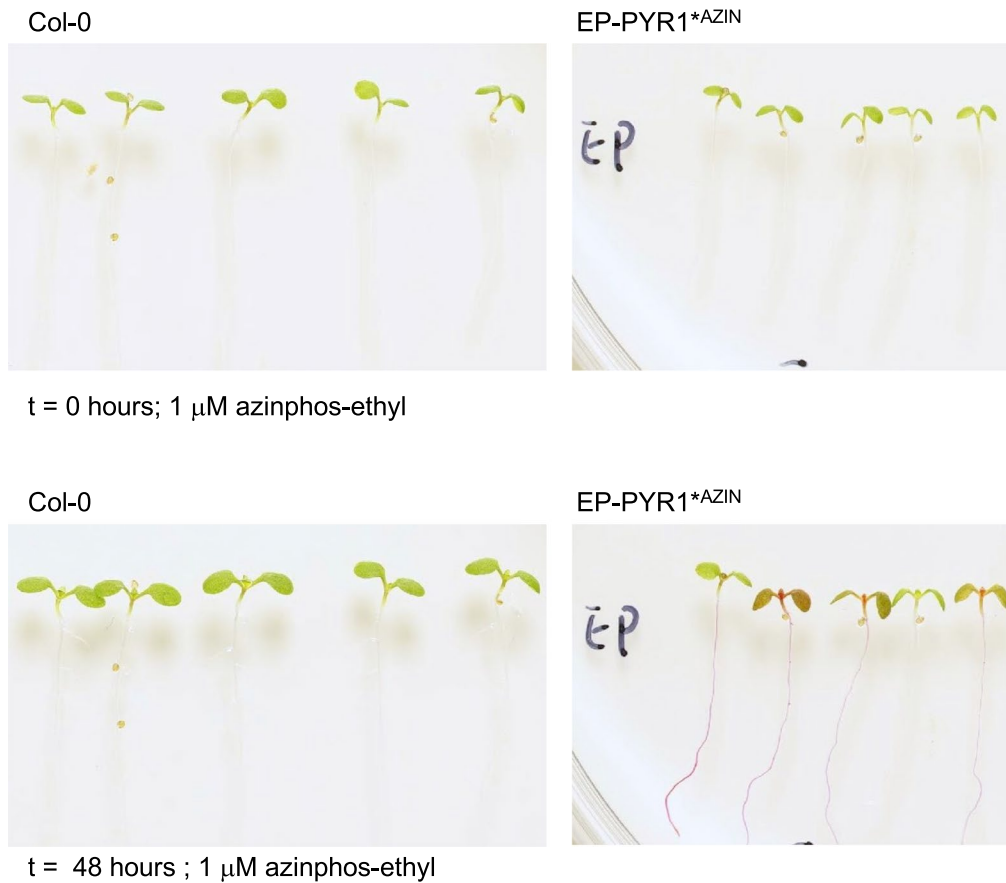 Col-0
EP-PYR1*AZIN
EP
t = 0 hours; 1 μM azinphos-ethyl
Col-0
EP-PYR1*AZIN
EP
t = 48 hours ; 1 μM azinphos-ethyl